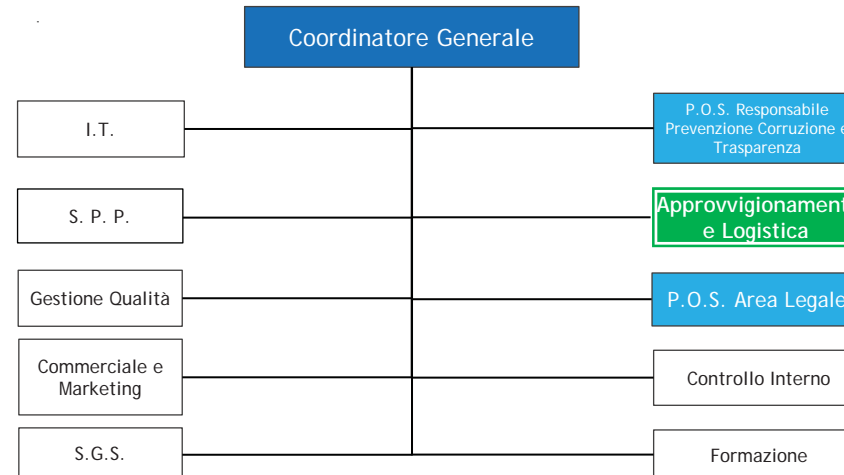 Coordinatore Generale
I.T.
P.O.S. Responsabile
Prevenzione Corruzione e
Trasparenza
S. P. P.
Approvvigionament
e Logistica
Gestione Qualità
P.O.S. Area Legale
Commerciale e
Marketing
Controllo Interno
S.G.S.
Formazione